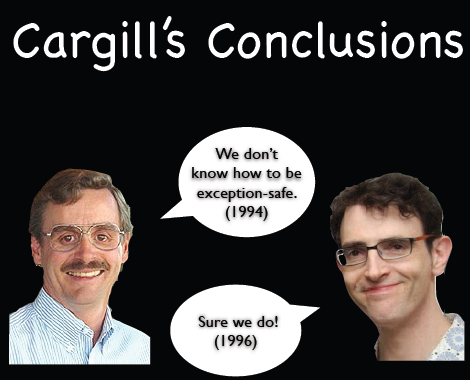 Cargill's Conclusions
We don't
know how to be
exception-safe.
(1994)
Sure we do!
(1996)